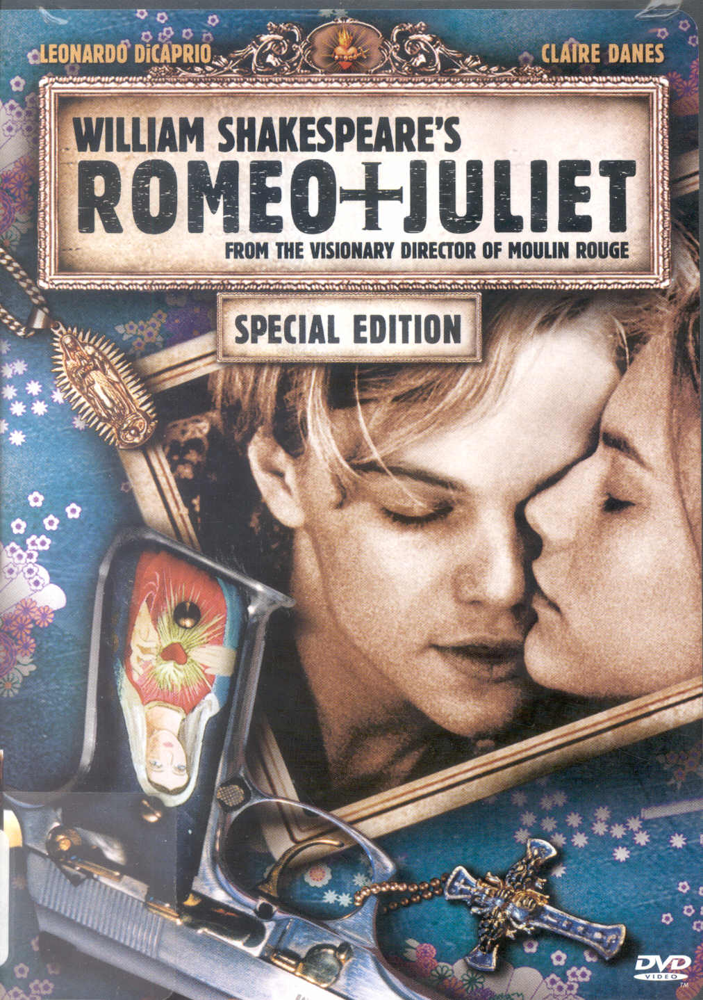 LEONARDO DiCAPRIO
CLAIRE DANES
WILLIAM SHAKESPEARE'S
ROMEO+JULIET
FROM THE VISIONARY DIRECTOR OF MOULIN ROUGE
SPECIAL EDITION
DVD
VIDEO
TM